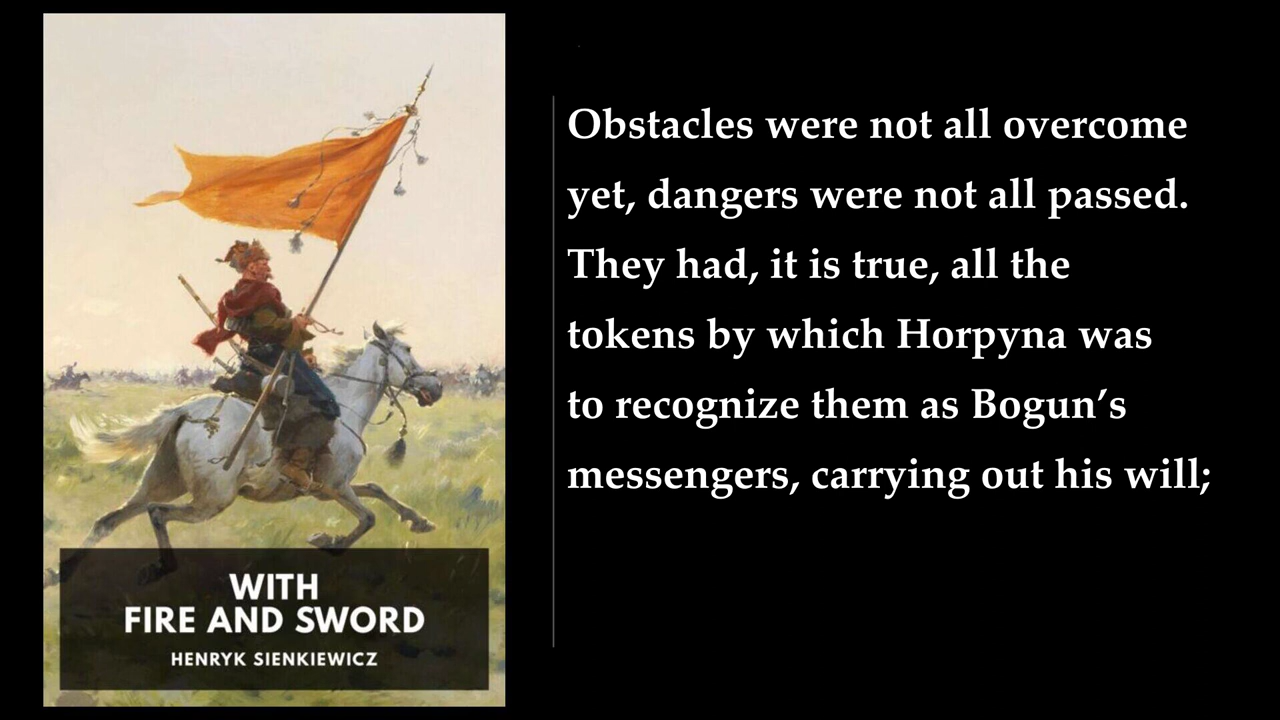 WITH
FIRE AND SWORD
HENRYK SIENKIEWICZ
Obstacles were not all overcome
yet, dangers were not all passed.
They had, it is true, all the
tokens by which Horpyna was
to recognize them as Bogun’s
messengers, carrying out his will;